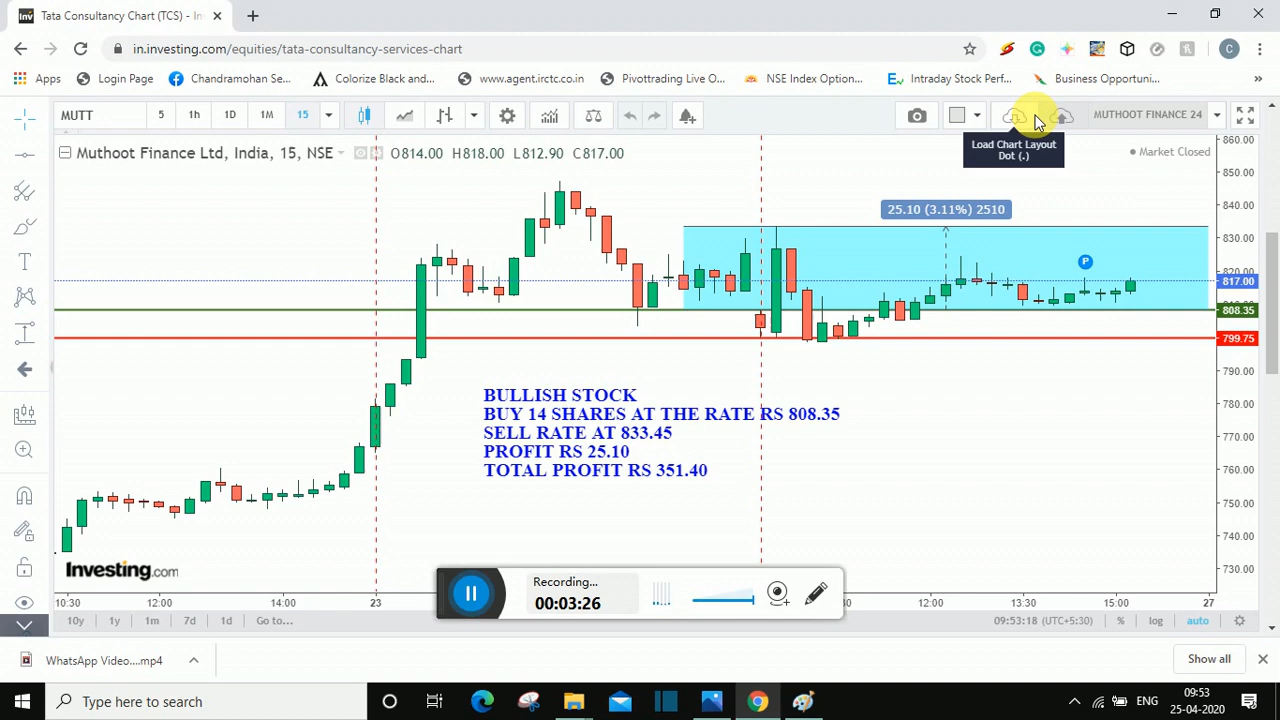 Tata Consultancy Chart (TCS) - In
in.investing.com/equities/tata-consultancy-services-chart
C
Apps
Login Page
Chandramohan Se...
Colorize Black and...
www.agent.irctc.co.in
Pivottrading Live O...
NSE Index Option...
Intraday Stock Perf...
Business Opportuni...
»
MUTT
5
1h
1D
1M
15
MUTHOOT FINANCE 24
Load Chart Layout
Dot (.)
Muthoot Finance Ltd, India, 15, NSE
O814.00 H818.00 L812.90 C817.00
Market Closed
860.00
850.00
840.00
830.00
820.00
817.00
808.35
799.75
790.00
780.00
770.00
760.00
750.00
740.00
730.00
25.10 (3.11%) 2510
P
BULLISH STOCK
BUY 14 SHARES AT THE RATE RS 808.35
SELL RATE AT 833.45
PROFIT RS 25.10
TOTAL PROFIT RS 351.40
Investing.com
Recording...
00:03:26
10:30
12:00
14:00
23
12:00
13:30
15:00
27
10y
1y
1m
7d
1d
Go to...
09:53:18 (UTC+5:30)
%
log
auto
WhatsApp Video....mp4
Show all
Type here to search
ENG
09:53
25-04-2020